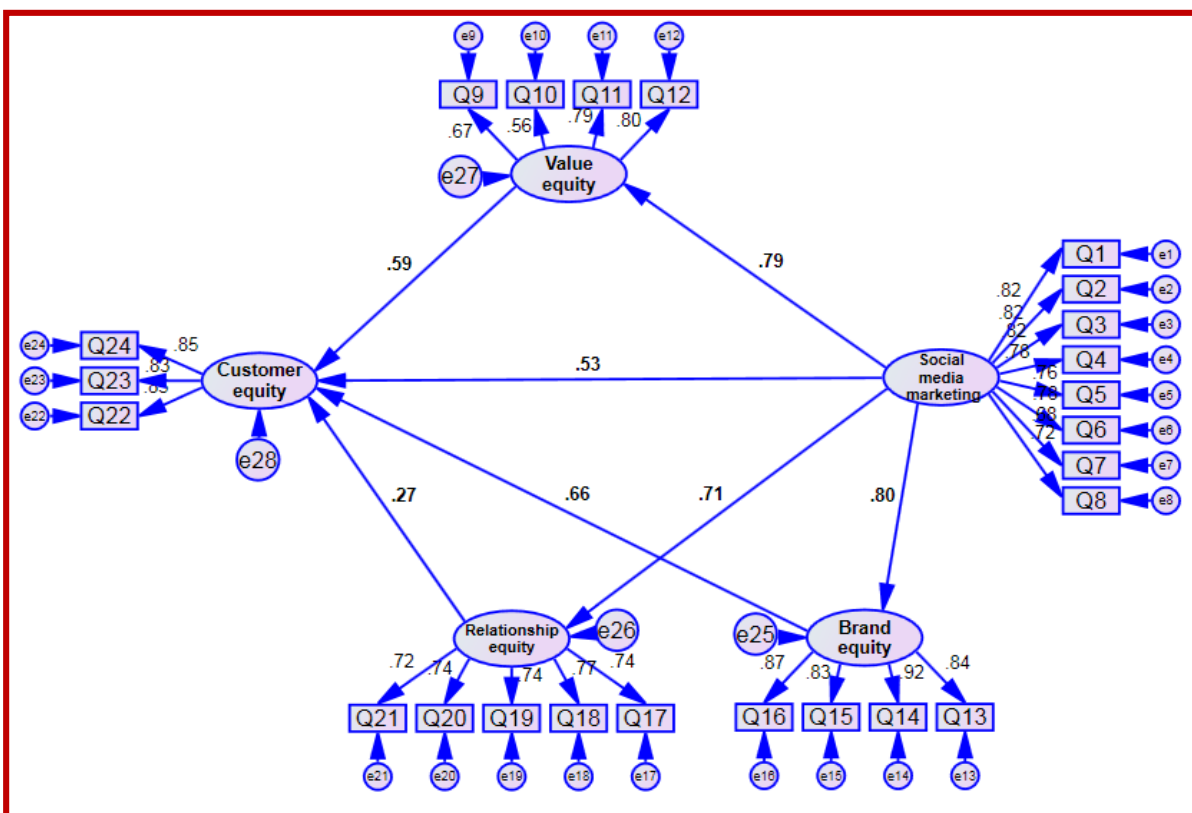 e9 e10 e11 e12
Q9 Q10 Q11 Q12
.67 .56 .79 .80
Value
equity
e27
.59
.79
Q1 e1
Q2 e2
Q3 e3
Q4 e4
Q5 e5
Q6 e6
Q7 e7
Q8 e8
.82
.82
.82
.78
.76
.78
.72
Social
media
marketing
e24 Q24 .85
e23 Q23 .83
e22 Q22
Customer
equity
e28
.53
.27
.66
.71
.80
Relationship
equity
e26
.72 .74 .74 .77 .74
Q21 Q20 Q19 Q18 Q17
e21 e20 e19 e18 e17
e25
Brand
equity
.87 .83 .92 .84
Q16 Q15 Q14 Q13
e16 e15 e14 e13